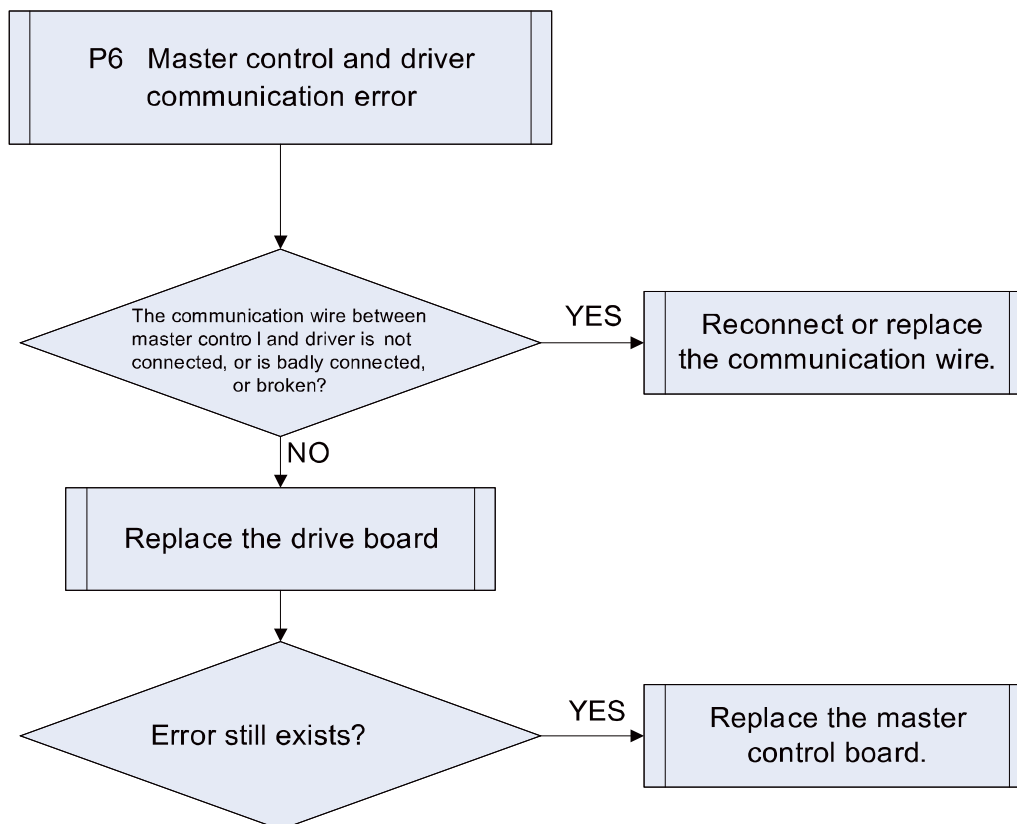 P6 Master control and driver
communication error
The communication wire between
master contro l and driver is not
connected, or is badly connected,
or broken?
YES
Reconnect or replace
the communication wire.
NO
Replace the drive board
Error still exists?
YES
Replace the master
control board.